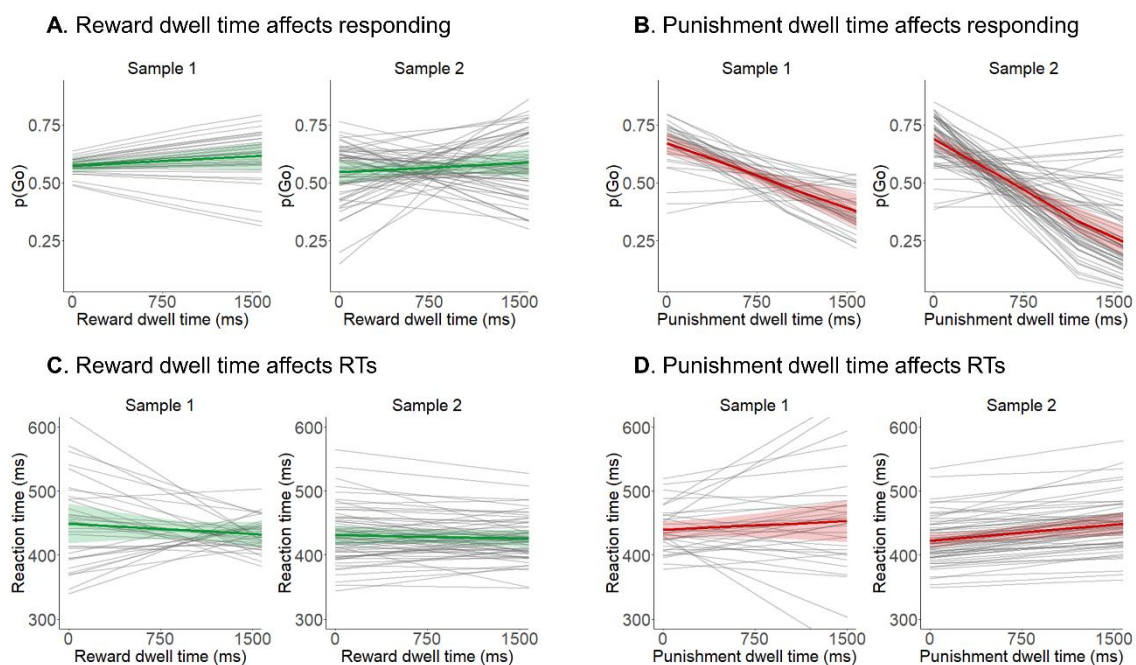 A. Reward dwell time affects responding
Sample 1
Sample 2
p(Go)
0.75
0.50
0.25
0
750
1500
Reward dwell time (ms)
p(Go)
0.75
0.50
0.25
0
750
1500
Reward dwell time (ms)
B. Punishment dwell time affects responding
Sample 1
Sample 2
p(Go)
0.75
0.50
0.25
0
750
1500
Punishment dwell time (ms)
p(Go)
0.75
0.50
0.25
0
750
1500
Punishment dwell time (ms)
C. Reward dwell time affects RTs
Sample 1
Sample 2
Reaction time (ms)
600
500
400
300
0
750
1500
Reward dwell time (ms)
Reaction time (ms)
600
500
400
300
0
750
1500
Reward dwell time (ms)
D. Punishment dwell time affects RTs
Sample 1
Sample 2
Reaction time (ms)
600
500
400
300
0
750
1500
Punishment dwell time (ms)
Reaction time (ms)
600
500
400
300
0
750
1500
Punishment dwell time (ms)